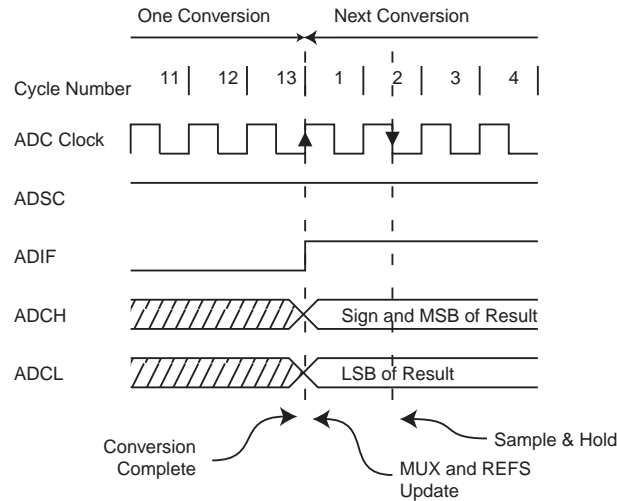 One Conversion Next Conversion
Cycle Number 11 12 13 1 2 3 4
ADC Clock
ADSC
ADIF
ADCH Sign and MSB of Result
ADCL LSB of Result
Conversion
Complete
MUX and REFS
Update
Sample & Hold